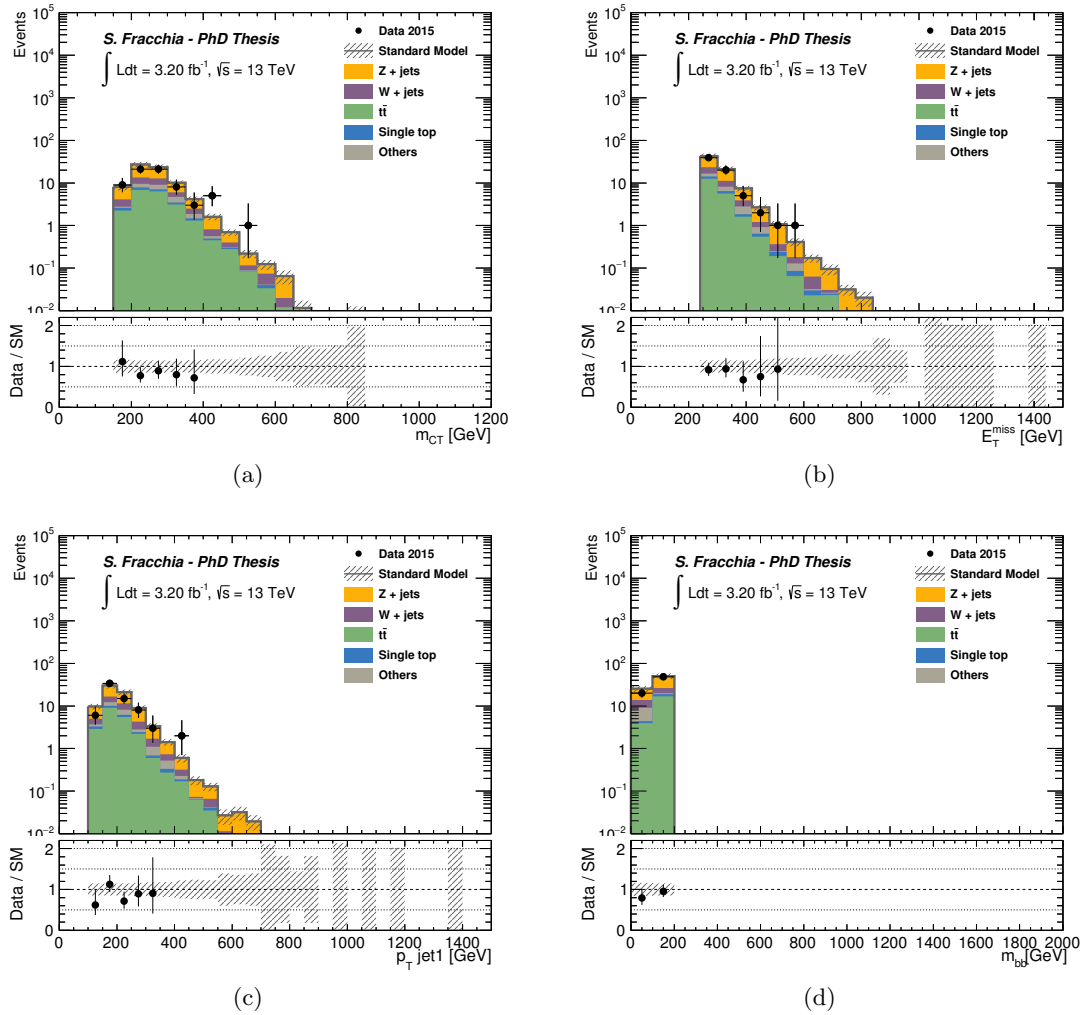 Events
10^5
10^4
10^3
10^2
10
1
10^-1
10^-2
S. Fracchia - PhD Thesis
∫ Ldt = 3.20 fb^-1, √s = 13 TeV
Data 2015
Standard Model
Z + jets
W + jets
tt̄
Single top
Others
Data / SM
2
1
0
0 200 400 600 800 1000 1200
m_CT [GeV]
(a)
Events
10^5
10^4
10^3
10^2
10
1
10^-1
10^-2
S. Fracchia - PhD Thesis
∫ Ldt = 3.20 fb^-1, √s = 13 TeV
Data 2015
Standard Model
Z + jets
W + jets
tt̄
Single top
Others
Data / SM
2
1
0
0 200 400 600 800 1000 1200 1400
E_T^miss [GeV]
(b)
Events
10^5
10^4
10^3
10^2
10
1
10^-1
10^-2
S. Fracchia - PhD Thesis
∫ Ldt = 3.20 fb^-1, √s = 13 TeV
Data 2015
Standard Model
Z + jets
W + jets
tt̄
Single top
Others
Data / SM
2
1
0
0 200 400 600 800 1000 1200 1400
p_T jet1 [GeV]
(c)
Events
10^5
10^4
10^3
10^2
10
1
10^-1
10^-2
S. Fracchia - PhD Thesis
∫ Ldt = 3.20 fb^-1, √s = 13 TeV
Data 2015
Standard Model
Z + jets
W + jets
tt̄
Single top
Others
Data / SM
2
1
0
0 200 400 600 800 1000 1200 1400 1600 1800 2000
m_bb [GeV]
(d)